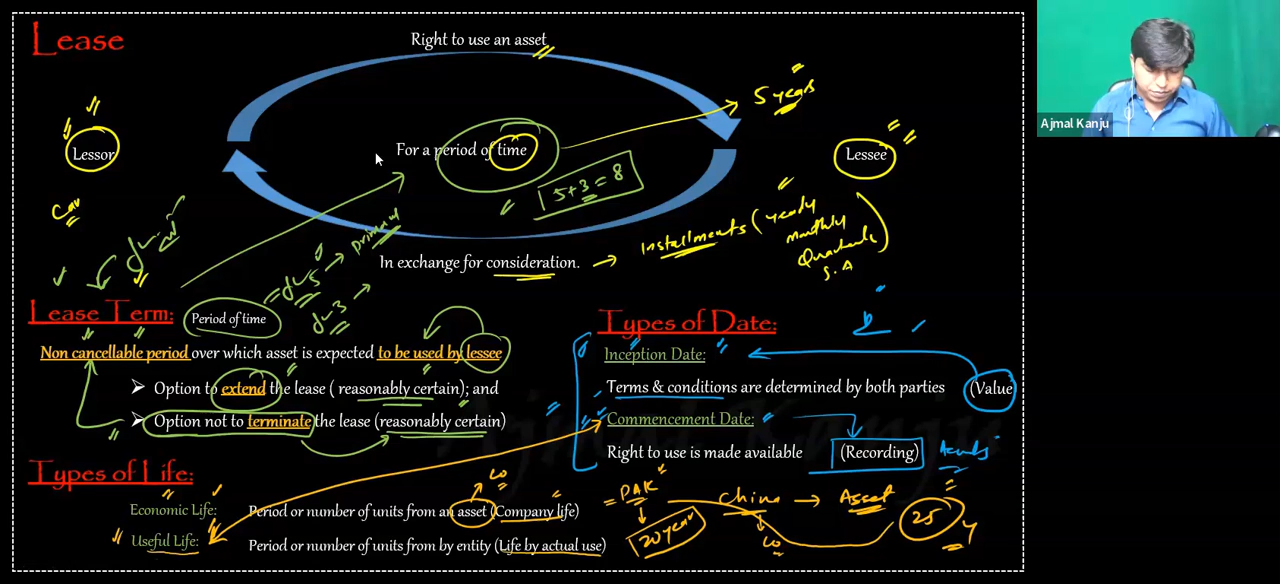 Lease
Right to use an asset
5 years
Ajmal Kanju
Lessor
For a period of time
Lessee
5+3=8
Car
primary
Installments (yearly
monthly
S.A
In exchange for consideration.
Lease Term: Period of time
Non cancellable period over which asset is expected to be used by lessee
➢ Option to extend the lease ( reasonably certain); and
➢ Option not to terminate the lease (reasonably certain)
Types of Life:
Economic Life: Period or number of units from an asset (Company life)
Useful Life: Period or number of units from by entity (Life by actual use)
Types of Date:
Inception Date:
Terms & conditions are determined by both parties (Value
Commencement Date:
Right to use is made available (Recording)
PAK China → Asset 25 y
20 year